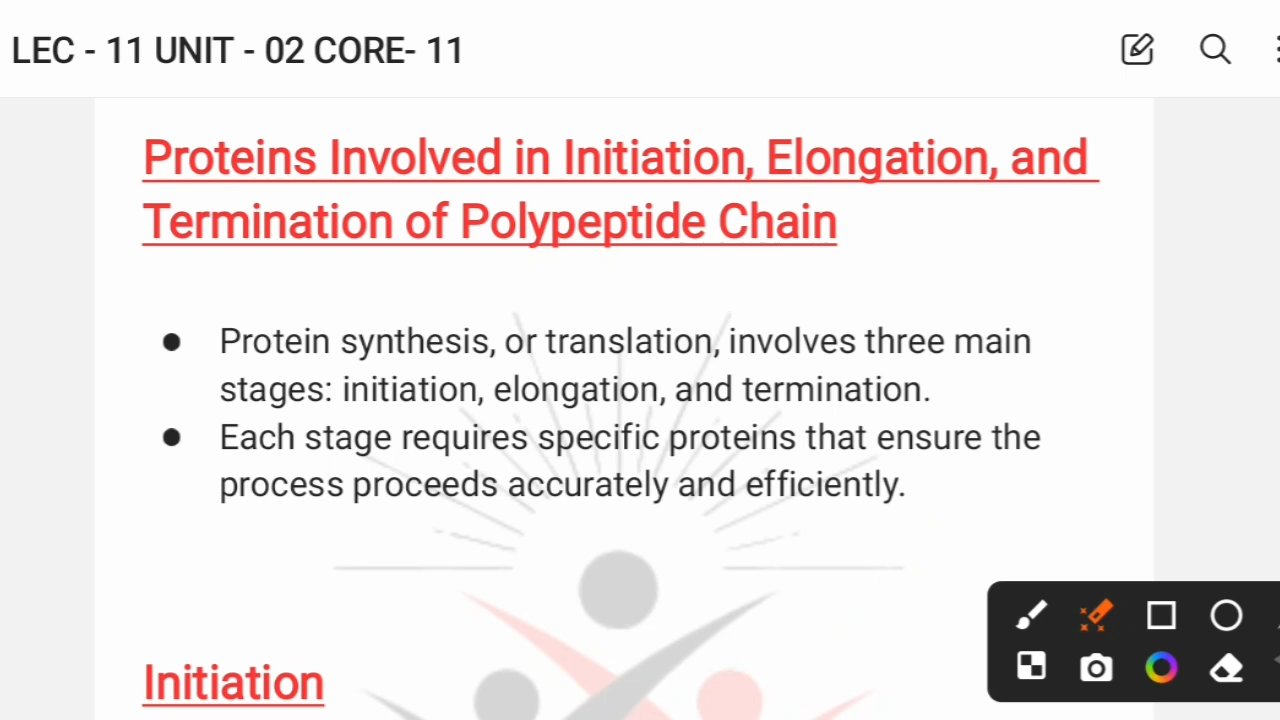 LEC - 11 UNIT - 02 CORE- 11
Proteins Involved in Initiation, Elongation, and
Termination of Polypeptide Chain
● Protein synthesis, or translation, involves three main
stages: initiation, elongation, and termination.
● Each stage requires specific proteins that ensure the
process proceeds accurately and efficiently.
Initiation